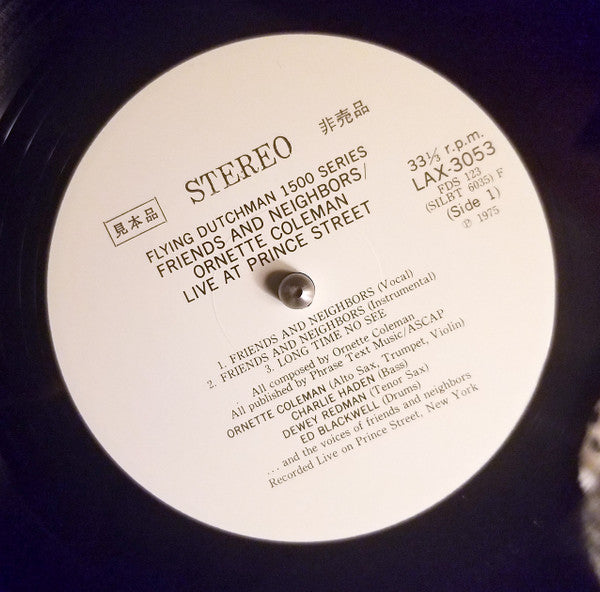 見本品
STEREO
非売品
FLYING DUTCHMAN 1500 SERIES
FRIENDS AND NEIGHBORS/
ORNETTE COLEMAN
LIVE AT PRINCE STREET
33⅓ r.p.m.
LAX-3053
FDS 123
(SILBT 6035) F
(Side 1)
℗ 1975
1. FRIENDS AND NEIGHBORS (Vocal)
2. FRIENDS AND NEIGHBORS (Instrumental)
3. LONG TIME NO SEE
All composed by Ornette Coleman
All published by Phrase Text Music/ASCAP
ORNETTE COLEMAN (Alto Sax, Trumpet, Violin)
CHARLIE HADEN (Bass)
DEWEY REDMAN (Tenor Sax)
ED BLACKWELL (Drums)
... and the voices of friends and neighbors
Recorded Live on Prince Street, New York